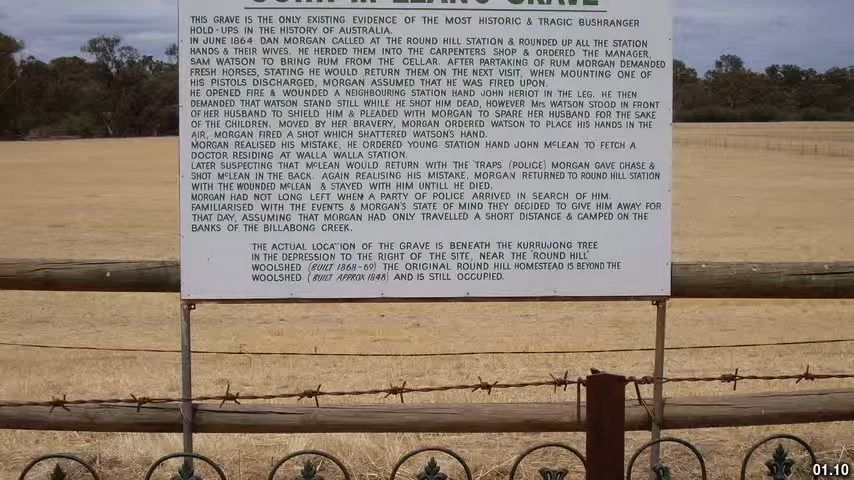 JOHN McLEAN'S GRAVE
THIS GRAVE IS THE ONLY EXISTING EVIDENCE OF THE MOST HISTORIC & TRAGIC BUSHRANGER
HOLD-UPS IN THE HISTORY OF AUSTRALIA.
IN JUNE 1864 DAN MORGAN CALLED AT THE ROUND HILL STATION & ROUNDED UP ALL THE STATION
HANDS & THEIR WIVES. HE HERDED THEM INTO THE CARPENTERS SHOP & ORDERED THE MANAGER,
SAM WATSON TO BRING RUM FROM THE CELLAR. AFTER PARTAKING OF RUM MORGAN DEMANDED
FRESH HORSES, STATING HE WOULD RETURN THEM ON THE NEXT VISIT, WHEN MOUNTING ONE OF
HIS PISTOLS DISCHARGED, MORGAN ASSUMED THAT HE WAS FIRED UPON.
HE OPENED FIRE & WOUNDED A NEIGHBOURING STATION HAND JOHN HERIOT IN THE LEG. HE THEN
DEMANDED THAT WATSON STAND STILL WHILE HE SHOT HIM DEAD, HOWEVER Mrs WATSON STOOD IN FRONT
OF HER HUSBAND TO SHIELD HIM & PLEADED WITH MORGAN TO SPARE HER HUSBAND FOR THE SAKE
OF THE CHILDREN. MOVED BY HER BRAVERY, MORGAN ORDERED WATSON TO PLACE HIS HANDS IN THE
AIR, MORGAN FIRED A SHOT WHICH SHATTERED WATSON'S HAND.
MORGAN REALISED HIS MISTAKE, HE ORDERED YOUNG STATION HAND JOHN McLEAN TO FETCH A
DOCTOR RESIDING AT WALLA WALLA STATION.
LATER SUSPECTING THAT McLEAN WOULD RETURN WITH THE 'TRAPS' (POLICE) MORGAN GAVE CHASE &
SHOT McLEAN IN THE BACK. AGAIN REALISING HIS MISTAKE, MORGAN RETURNED TO ROUND HILL STATION
WITH THE WOUNDED McLEAN & STAYED WITH HIM UNTILL HE DIED.
MORGAN HAD NOT LONG LEFT WHEN A PARTY OF POLICE ARRIVED IN SEARCH OF HIM.
FAMILIARISED WITH THE EVENTS & MORGAN'S STATE OF MIND THEY DECIDED TO GIVE HIM AWAY FOR
THAT DAY, ASSUMING THAT MORGAN HAD ONLY TRAVELLED A SHORT DISTANCE & CAMPED ON THE
BANKS OF THE BILLABONG CREEK.
THE ACTUAL LOCATION OF THE GRAVE IS BENEATH THE KURRUJONG TREE
IN THE DEPRESSION TO THE RIGHT OF THE SITE, NEAR THE 'ROUND HILL'
WOOLSHED (BUILT 1868-69) THE ORIGINAL ROUND HILL HOMESTEAD IS BEYOND THE
WOOLSHED (BUILT APPROX 1848) AND IS STILL OCCUPIED.
01.10